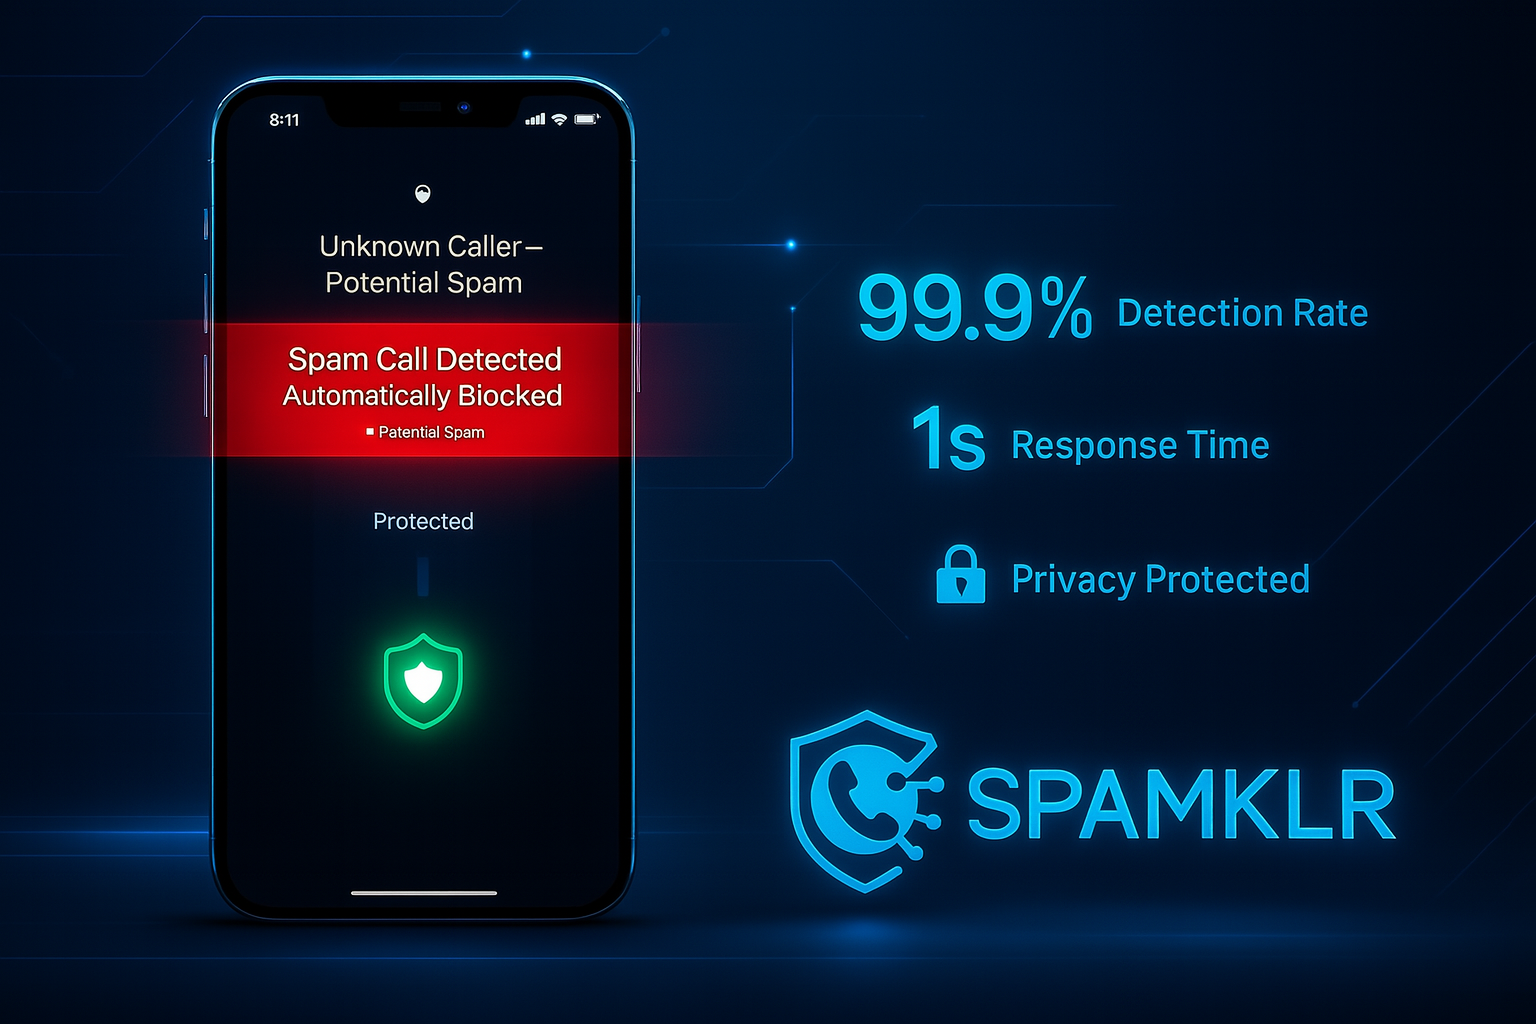 8:11
Unknown Caller–
Potential Spam
Spam Call Detected
Automatically Biocked
▪ Patential Spam
Protected
99.9% Detection Rate
1s Response Time
Privacy Protected
SPAMKLR